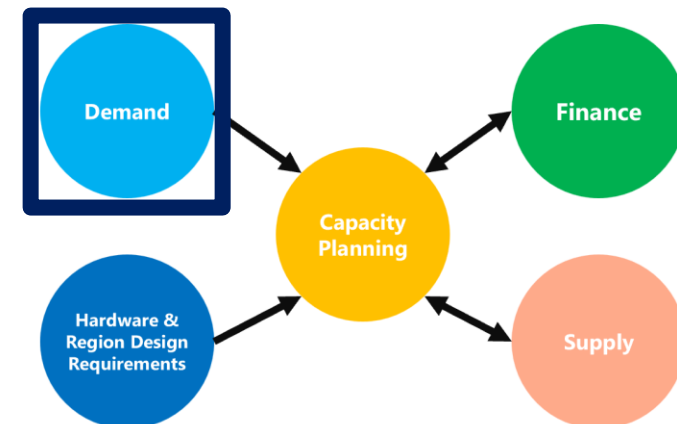 Demand
Finance
Capacity
Planning
Hardware &
Region Design
Requirements
Supply